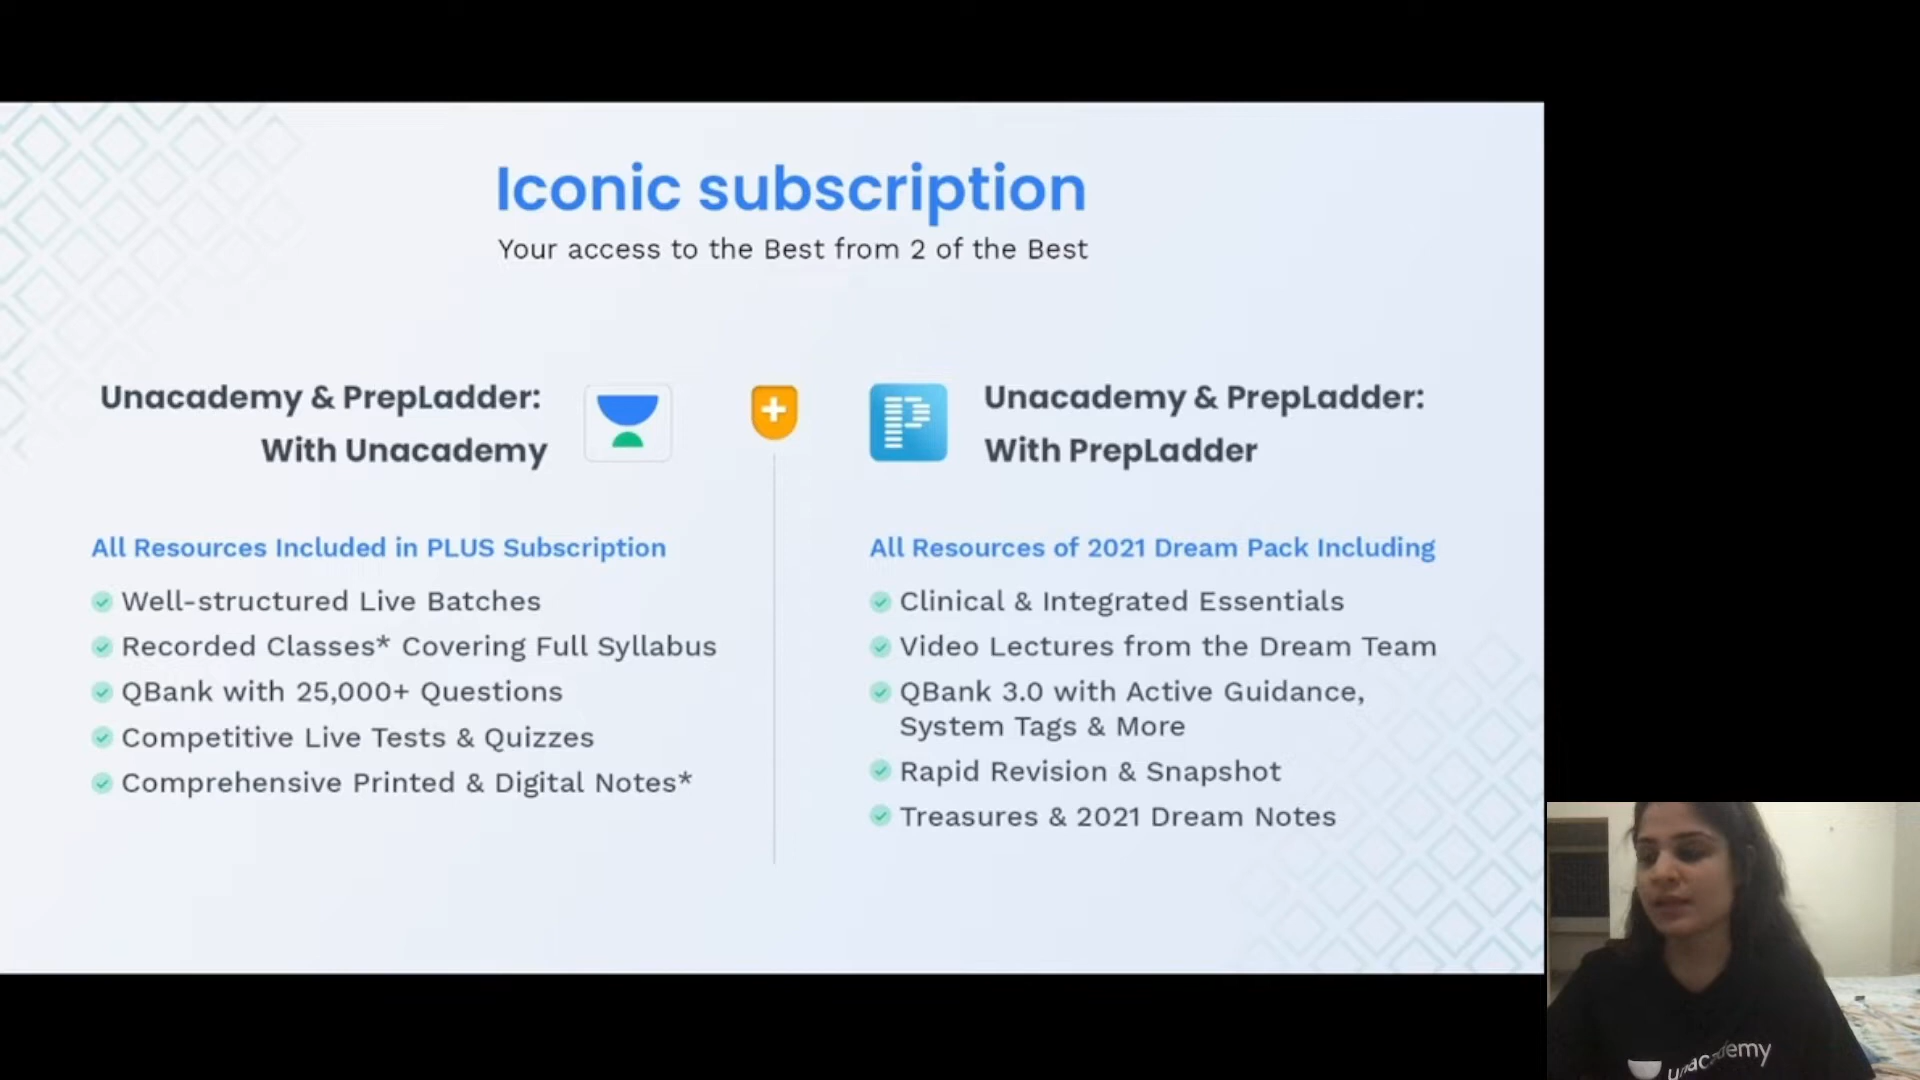 Iconic subscription
Your access to the Best from 2 of the Best
Unacademy & PrepLadder:
With Unacademy
All Resources Included in PLUS Subscription
Well-structured Live Batches
Recorded Classes* Covering Full Syllabus
QBank with 25,000+ Questions
Competitive Live Tests & Quizzes
Comprehensive Printed & Digital Notes*
Unacademy & PrepLadder:
With PrepLadder
All Resources of 2021 Dream Pack Including
Clinical & Integrated Essentials
Video Lectures from the Dream Team
QBank 3.0 with Active Guidance,
System Tags & More
Rapid Revision & Snapshot
Treasures & 2021 Dream Notes
unacademy